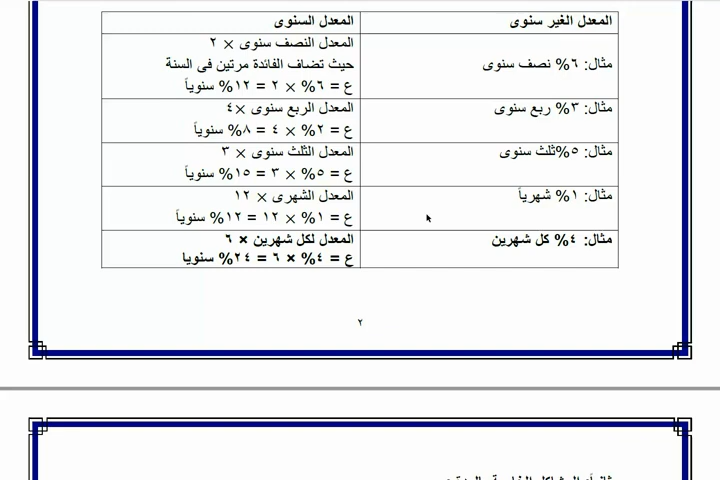 المعدل الغير سنوى
المعدل السنوى
مثال: ٦% نصف سنوى
المعدل النصف سنوى × ٢
حيث تضاف الفائدة مرتين فى السنة
ع = ٦% × ٢ = ١٢% سنوياً
مثال: ٣% ربع سنوى
المعدل الربع سنوى ×٤
ع = ٢% × ٤ = ٨% سنوياً
مثال: ٥%ثلث سنوى
المعدل الثلث سنوى × ٣
ع = ٥% × ٣ = ١٥% سنوياً
مثال: ١% شهرياً
المعدل الشهرى × ١٢
ع = ١% × ١٢ = ١٢% سنوياً
مثال: ٤% كل شهرين
المعدل لكل شهرين × ٦
ع = ٤% × ٦ = ٢٤% سنويا
٢